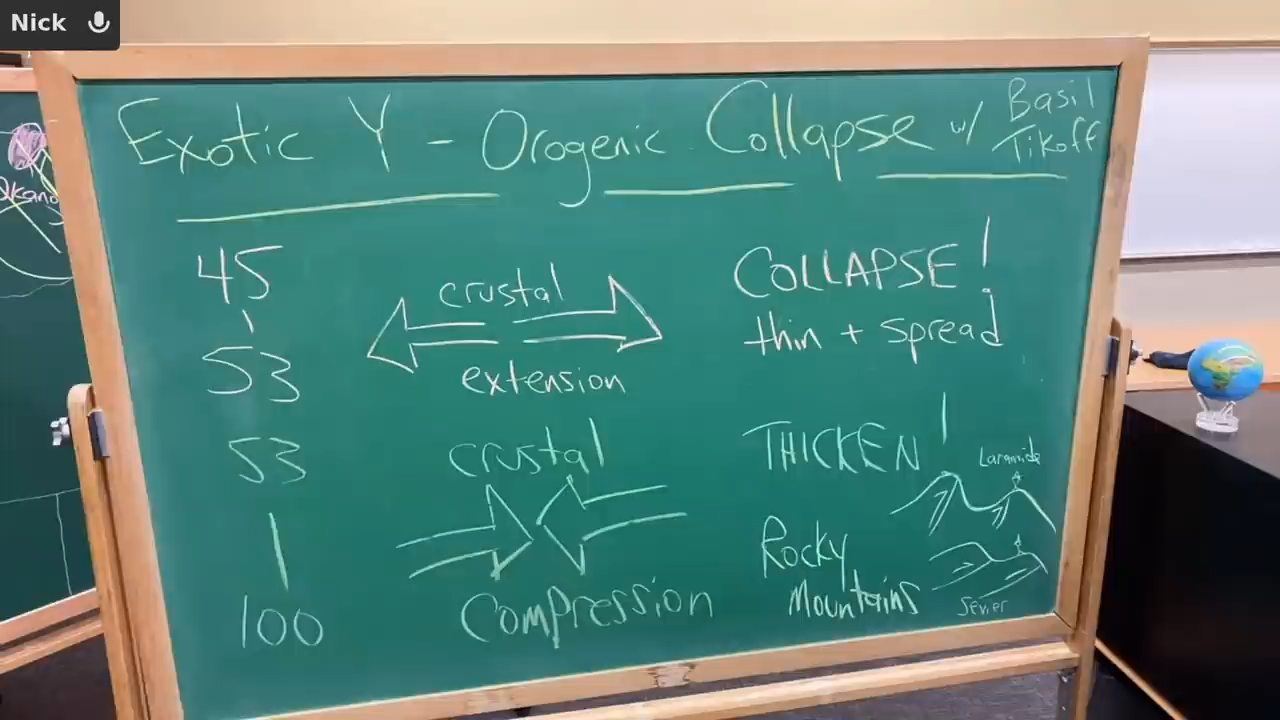 Nick
Exotic Y - Orogenic Collapse w/ Basil Tikoff
45
53
crustal
extension
COLLAPSE!
thin + spread
53
100
crustal
compression
THICKEN!
Rocky
Mountains
Laramide
Sevier